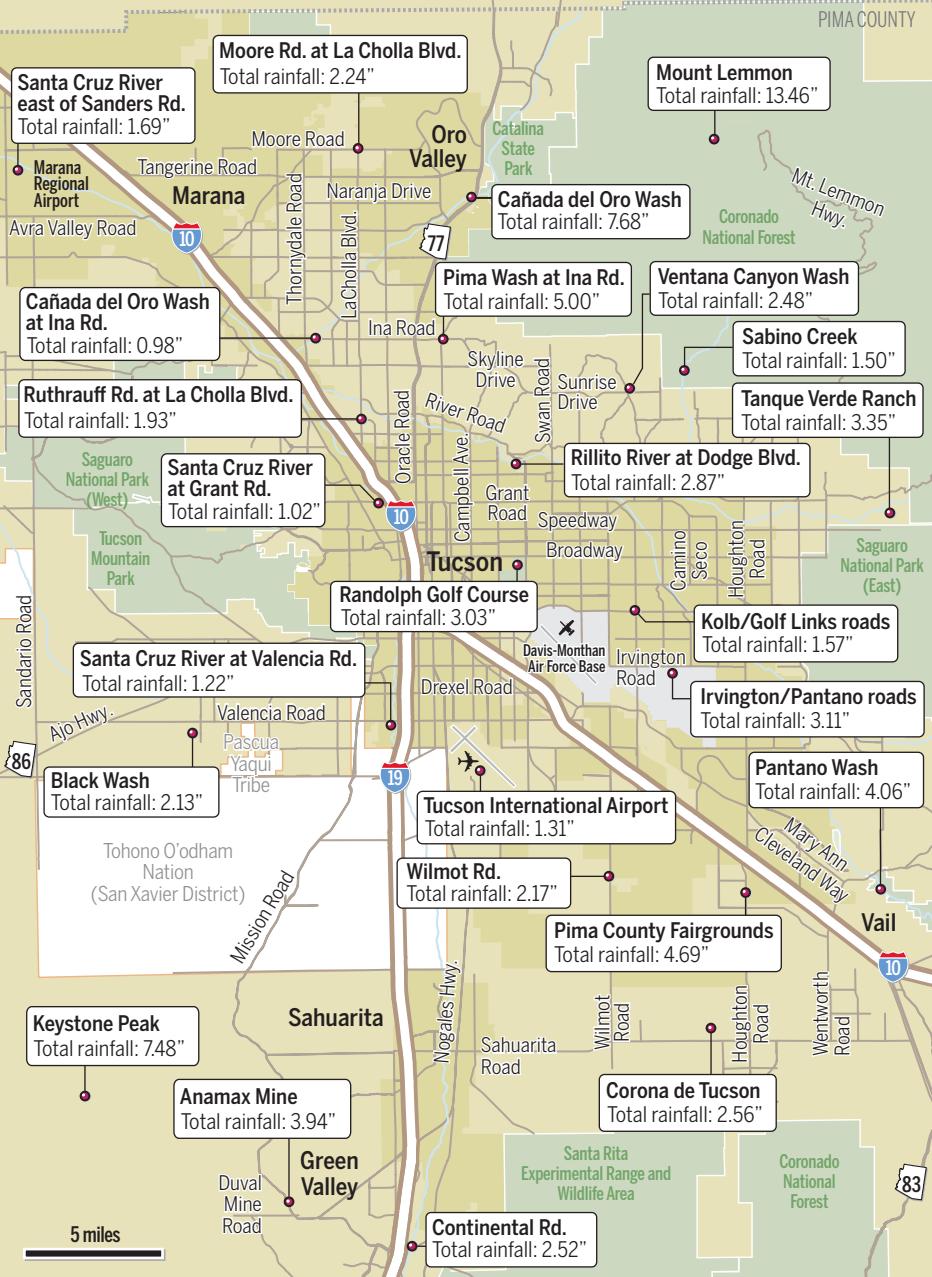 PIMA COUNTY
Moore Rd. at La Cholla Blvd.
Total rainfall: 2.24”
Santa Cruz River
east of Sanders Rd.
Total rainfall: 1.69”
Mount Lemmon
Total rainfall: 13.46”
Moore Road
Oro
Valley
Catalina
State
Park
Marana
Regional
Airport
Tangerine Road
Marana
Naranja Drive
Mt. Lemmon
Hwy.
Cañada del Oro Wash
Total rainfall: 7.68”
Coronado
National Forest
Avra Valley Road
10
77
Thornydale Road
LaCholla Blvd.
Pima Wash at Ina Rd.
Total rainfall: 5.00”
Ventana Canyon Wash
Total rainfall: 2.48”
Cañada del Oro Wash
at Ina Rd.
Total rainfall: 0.98”
Ina Road
Sabino Creek
Total rainfall: 1.50”
Skyline
Drive
Swan Road
Sunrise
Drive
Ruthrauff Rd. at La Cholla Blvd.
Total rainfall: 1.93”
Oracle Road
River Road
Tanque Verde Ranch
Total rainfall: 3.35”
Campbell Ave.
Saguaro
National Park
(West)
Santa Cruz River
at Grant Rd.
Total rainfall: 1.02”
Rillito River at Dodge Blvd.
Total rainfall: 2.87”
Grant
Road
10
Speedway
Broadway
Camino
Seco
Houghton
Road
Tucson
Mountain
Park
Tucson
Saguaro
National Park
(East)
Randolph Golf Course
Total rainfall: 3.03”
Sandario Road
Kolb/Golf Links roads
Total rainfall: 1.57”
Davis-Monthan
Air Force Base
Santa Cruz River at Valencia Rd.
Total rainfall: 1.22”
Irvington
Road
Drexel Road
Irvington/Pantano roads
Total rainfall: 3.11”
Ajo Hwy.
Valencia Road
86
Pascua
Yaqui
Tribe
Black Wash
Total rainfall: 2.13”
19
Pantano Wash
Total rainfall: 4.06”
Tucson International Airport
Total rainfall: 1.31”
Mary Ann
Cleveland Way
Tohono O’odham
Nation
(San Xavier District)
Wilmot Rd.
Total rainfall: 2.17”
Mission Road
Vail
Pima County Fairgrounds
Total rainfall: 4.69”
10
Nogales Hwy.
Keystone Peak
Total rainfall: 7.48”
Sahuarita
Wilmot
Road
Houghton
Road
Wentworth
Road
Sahuarita
Road
Anamax Mine
Total rainfall: 3.94”
Corona de Tucson
Total rainfall: 2.56”
Green
Valley
Santa Rita
Experimental Range and
Wildlife Area
Coronado
National
Forest
83
Duval
Mine
Road
5 miles
Continental Rd.
Total rainfall: 2.52”